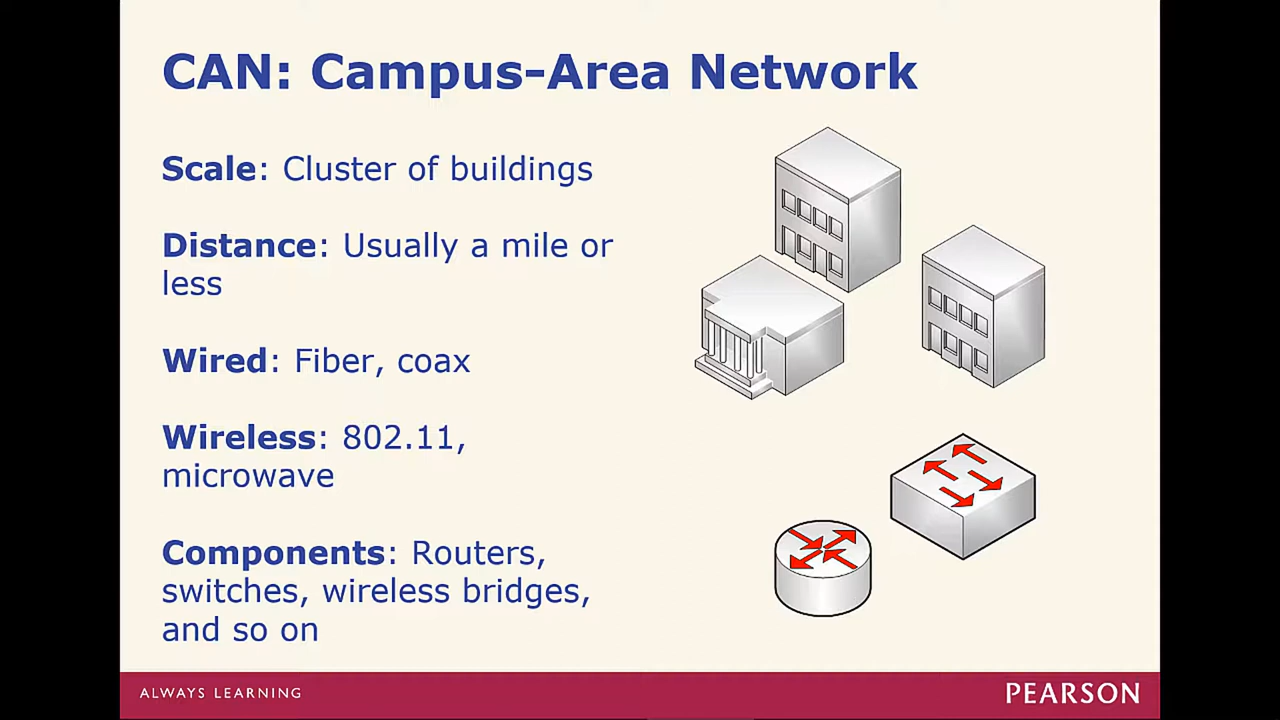 CAN: Campus-Area Network
Scale: Cluster of buildings
Distance: Usually a mile or
less
Wired: Fiber, coax
Wireless: 802.11,
microwave
Components: Routers,
switches, wireless bridges,
and so on
ALWAYS LEARNING
PEARSON